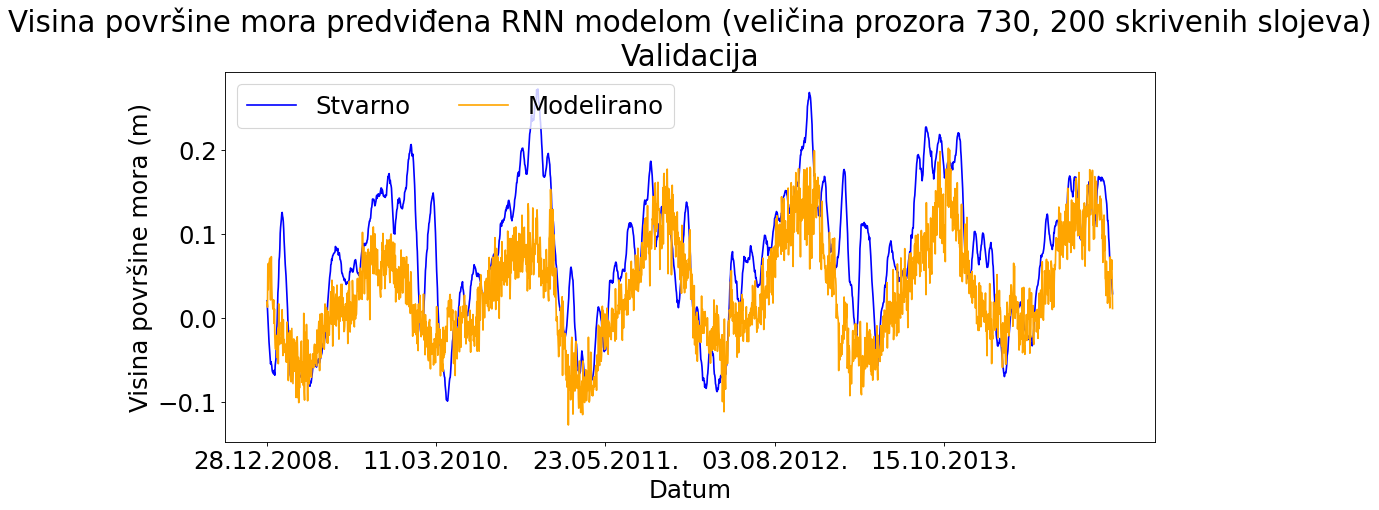 Visina površine mora predviđena RNN modelom (veličina prozora 730, 200 skrivenih slojeva)
Validacija
Stvarno Modelirano
Visina površine mora (m)
0.2
0.1
0.0
−0.1
28.12.2008. 11.03.2010. 23.05.2011. 03.08.2012. 15.10.2013.
Datum